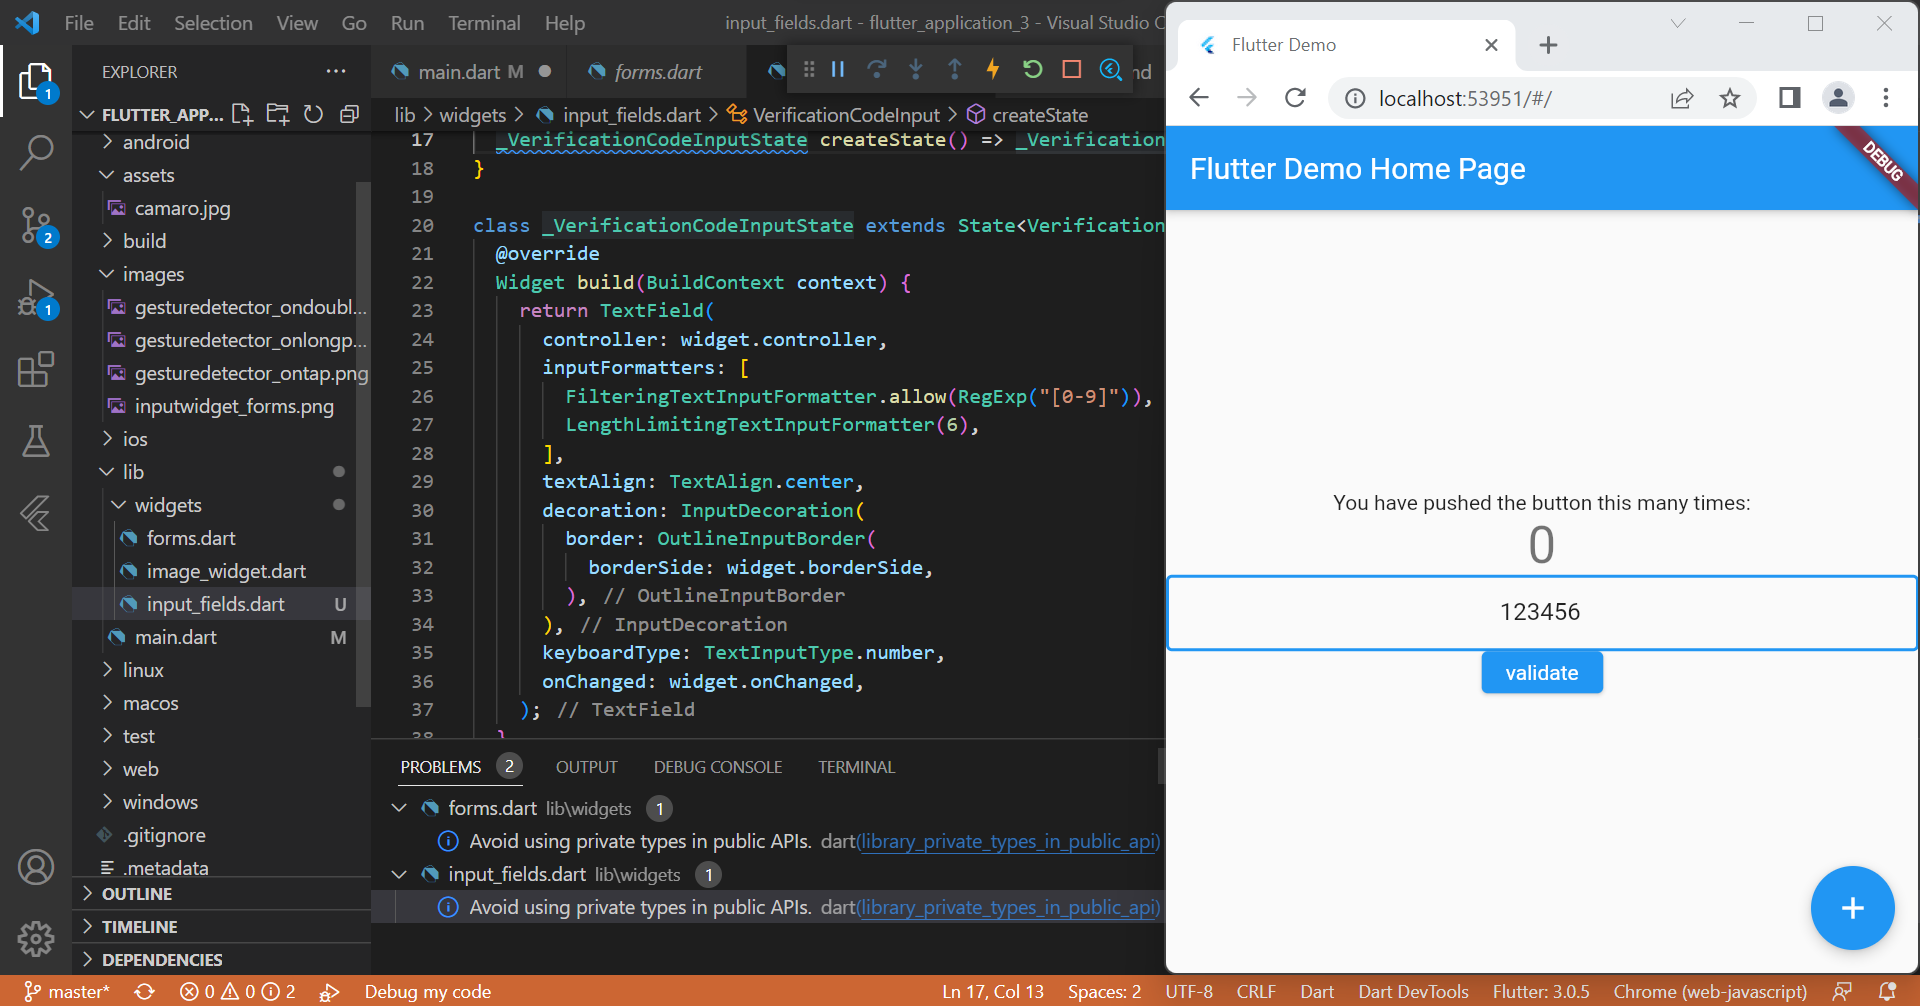 File Edit Selection View Go Run Terminal Help
input_fields.dart - flutter_application_3 - Visual Studio C
EXPLORER
FLUTTER_APP...
android
assets
camaro.jpg
build
images
gesturedetector_ondoubl...
gesturedetector_onlongp...
gesturedetector_ontap.png
inputwidget_forms.png
ios
lib
widgets
forms.dart
image_widget.dart
input_fields.dart U
main.dart M
linux
macos
test
web
windows
.gitignore
.metadata
OUTLINE
TIMELINE
DEPENDENCIES
1
2
1
main.dart M
forms.dart
nd
lib > widgets > input_fields.dart > VerificationCodeInput > createState
17 _VerificationCodeInputState createState() => _Verification
18 }
19
20 class _VerificationCodeInputState extends State<Verification
21 @override
22 Widget build(BuildContext context) {
23 return TextField(
24 controller: widget.controller,
25 inputFormatters: [
26 FilteringTextInputFormatter.allow(RegExp("[0-9]")),
27 LengthLimitingTextInputFormatter(6),
28 ],
29 textAlign: TextAlign.center,
30 decoration: InputDecoration(
31 border: OutlineInputBorder(
32 borderSide: widget.borderSide,
33 ), // OutlineInputBorder
34 ), // InputDecoration
35 keyboardType: TextInputType.number,
36 onChanged: widget.onChanged,
37 ); // TextField
38 }
PROBLEMS 2 OUTPUT DEBUG CONSOLE TERMINAL
forms.dart lib\widgets 1
Avoid using private types in public APIs. dart(library_private_types_in_public_api)
input_fields.dart lib\widgets 1
Avoid using private types in public APIs. dart(library_private_types_in_public_api)
Flutter Demo
localhost:53951/#/
Flutter Demo Home Page
DEBUG
You have pushed the button this many times:
0
123456
validate
+
master* 0 0 2 Debug my code Ln 17, Col 13 Spaces: 2 UTF-8 CRLF Dart Dart DevTools Flutter: 3.0.5 Chrome (web-javascript)